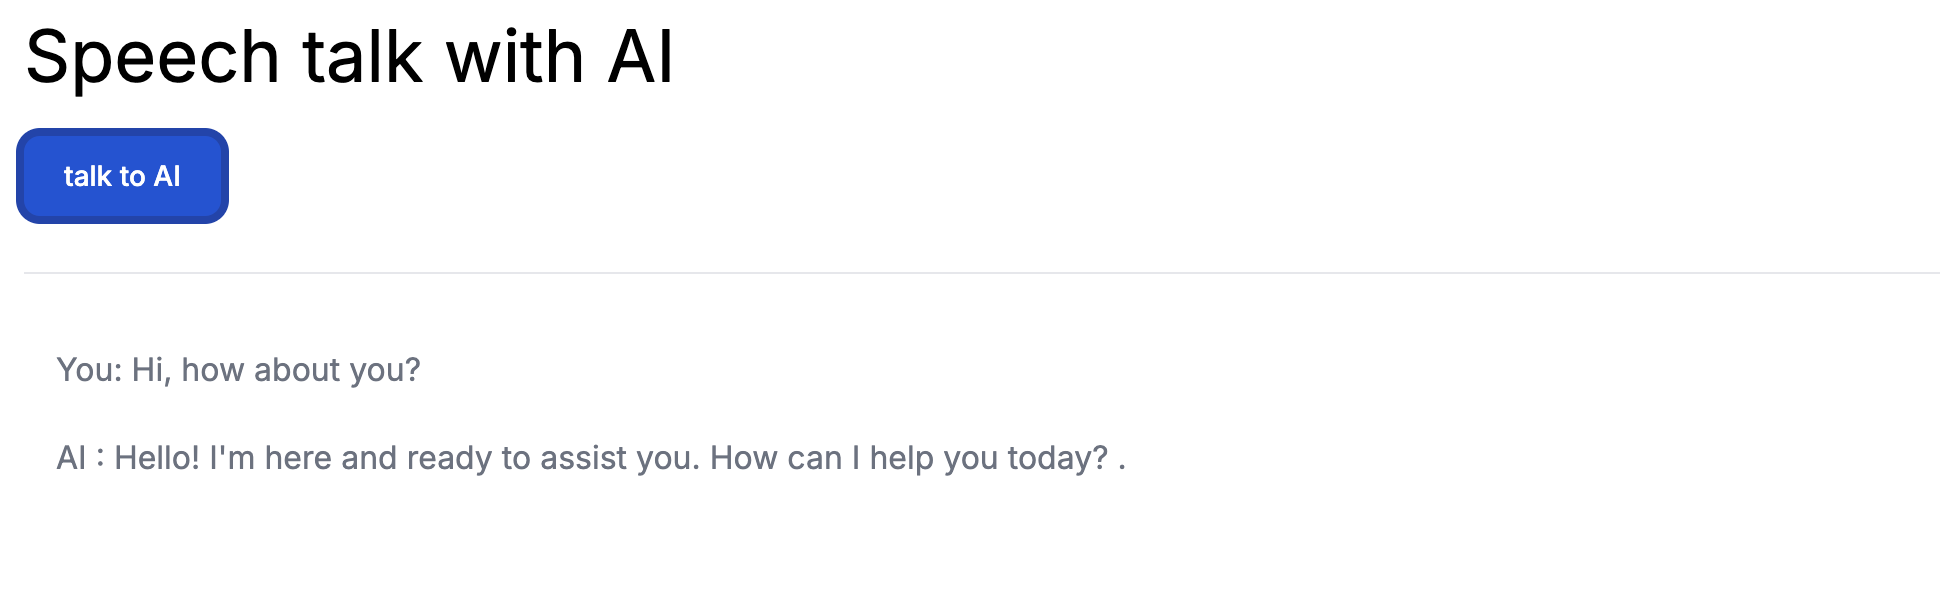 Speech talk with AI
talk to AI
You: Hi, how about you?
AI : Hello! I'm here and ready to assist you. How can I help you today? .